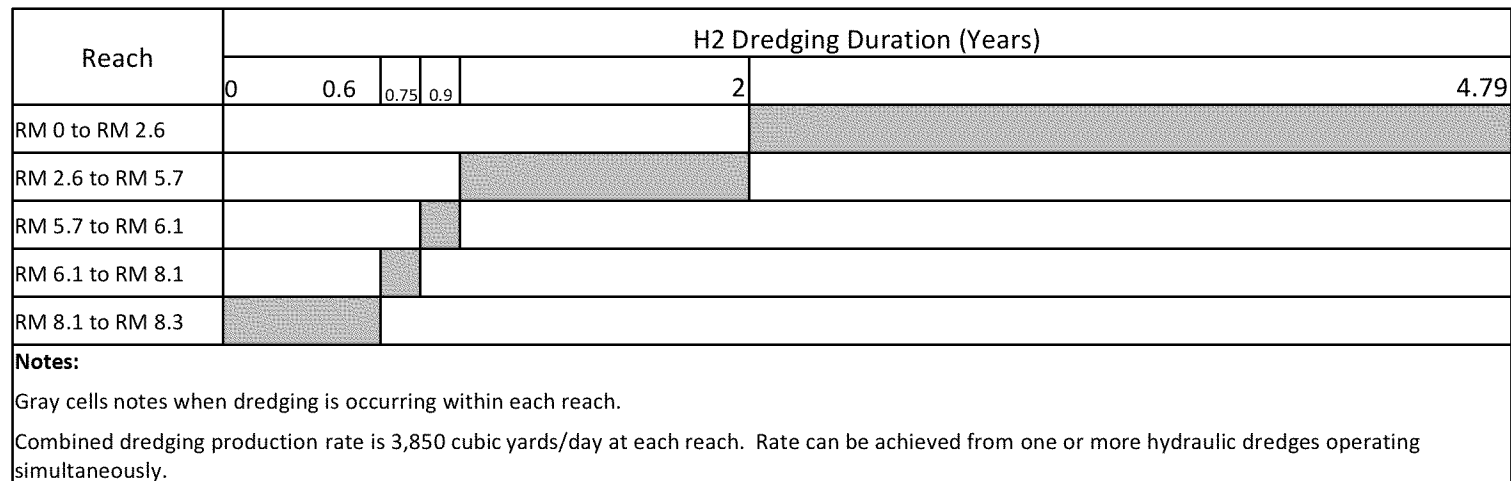 Reach
H2 Dredging Duration (Years)
0 0.6 0.75 0.9 2 4.79
RM 0 to RM 2.6
RM 2.6 to RM 5.7
RM 5.7 to RM 6.1
RM 6.1 to RM 8.1
RM 8.1 to RM 8.3
Notes:
Gray cells notes when dredging is occurring within each reach.
Combined dredging production rate is 3,850 cubic yards/day at each reach.  Rate can be achieved from one or more hydraulic dredges operating
simultaneously.